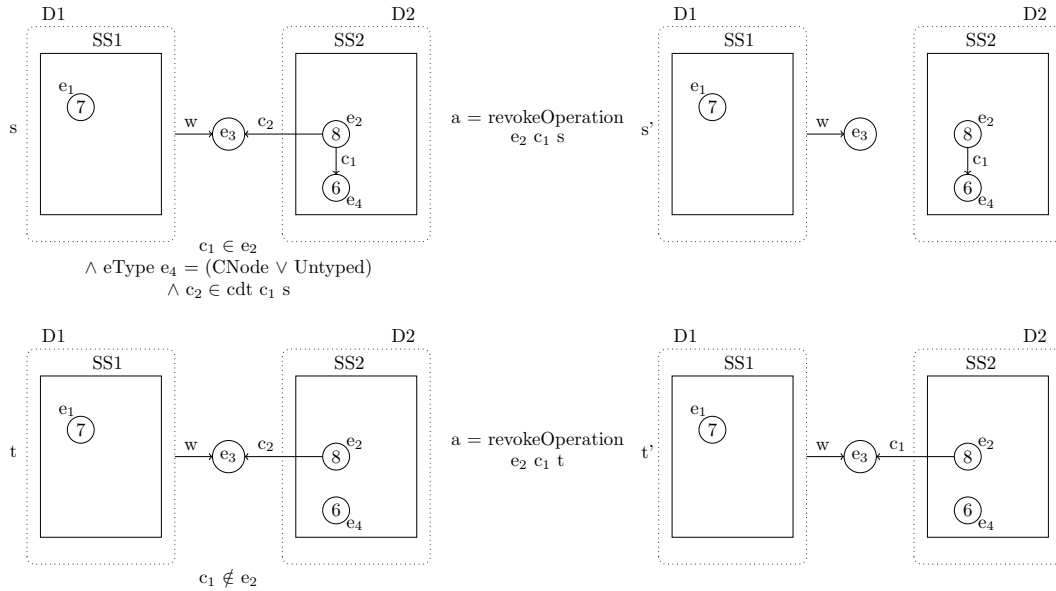 D1 D2 D1 D2
SS1 SS2 SS1 SS2
e1 e1
7 7
s w e3 c2 8 e2 a = revokeOperation s' w e3 8 e2
e2 c1 s
c1 c1
6 6
e4 e4
c1 ∈ e2
∧ eType e4 = (CNode ∨ Untyped)
∧ c2 ∈ cdt c1 s
D1 D2 D1 D2
SS1 SS2 SS1 SS2
e1 e1
7 7
t w e3 c2 8 e2 a = revokeOperation t' w e3 c1 8 e2
e2 c1 t
6 6
e4 e4
c1 ∉ e2